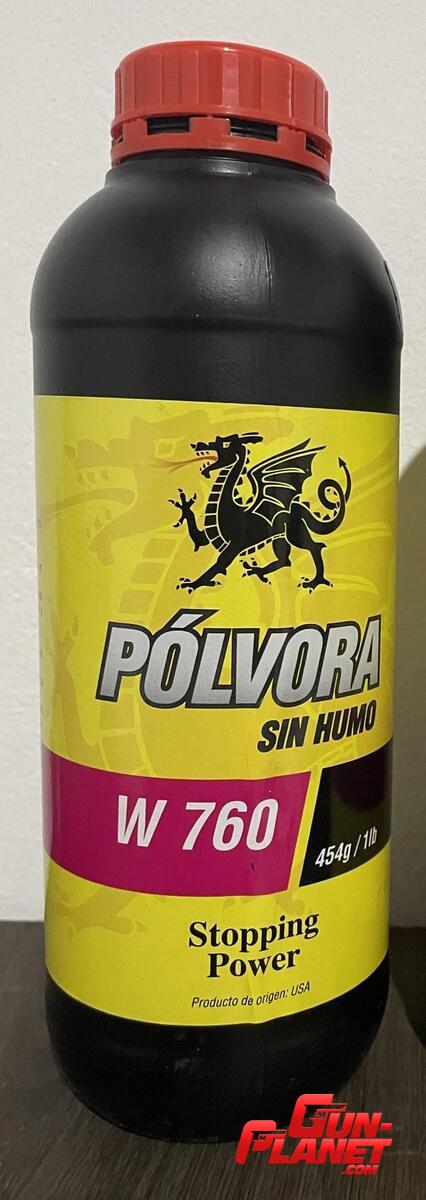 PÓLVORA
SIN HUMO
W 760
454g / 1lb
Stopping
Power
Producto de origen: USA
GUN-
PLANET
.COM